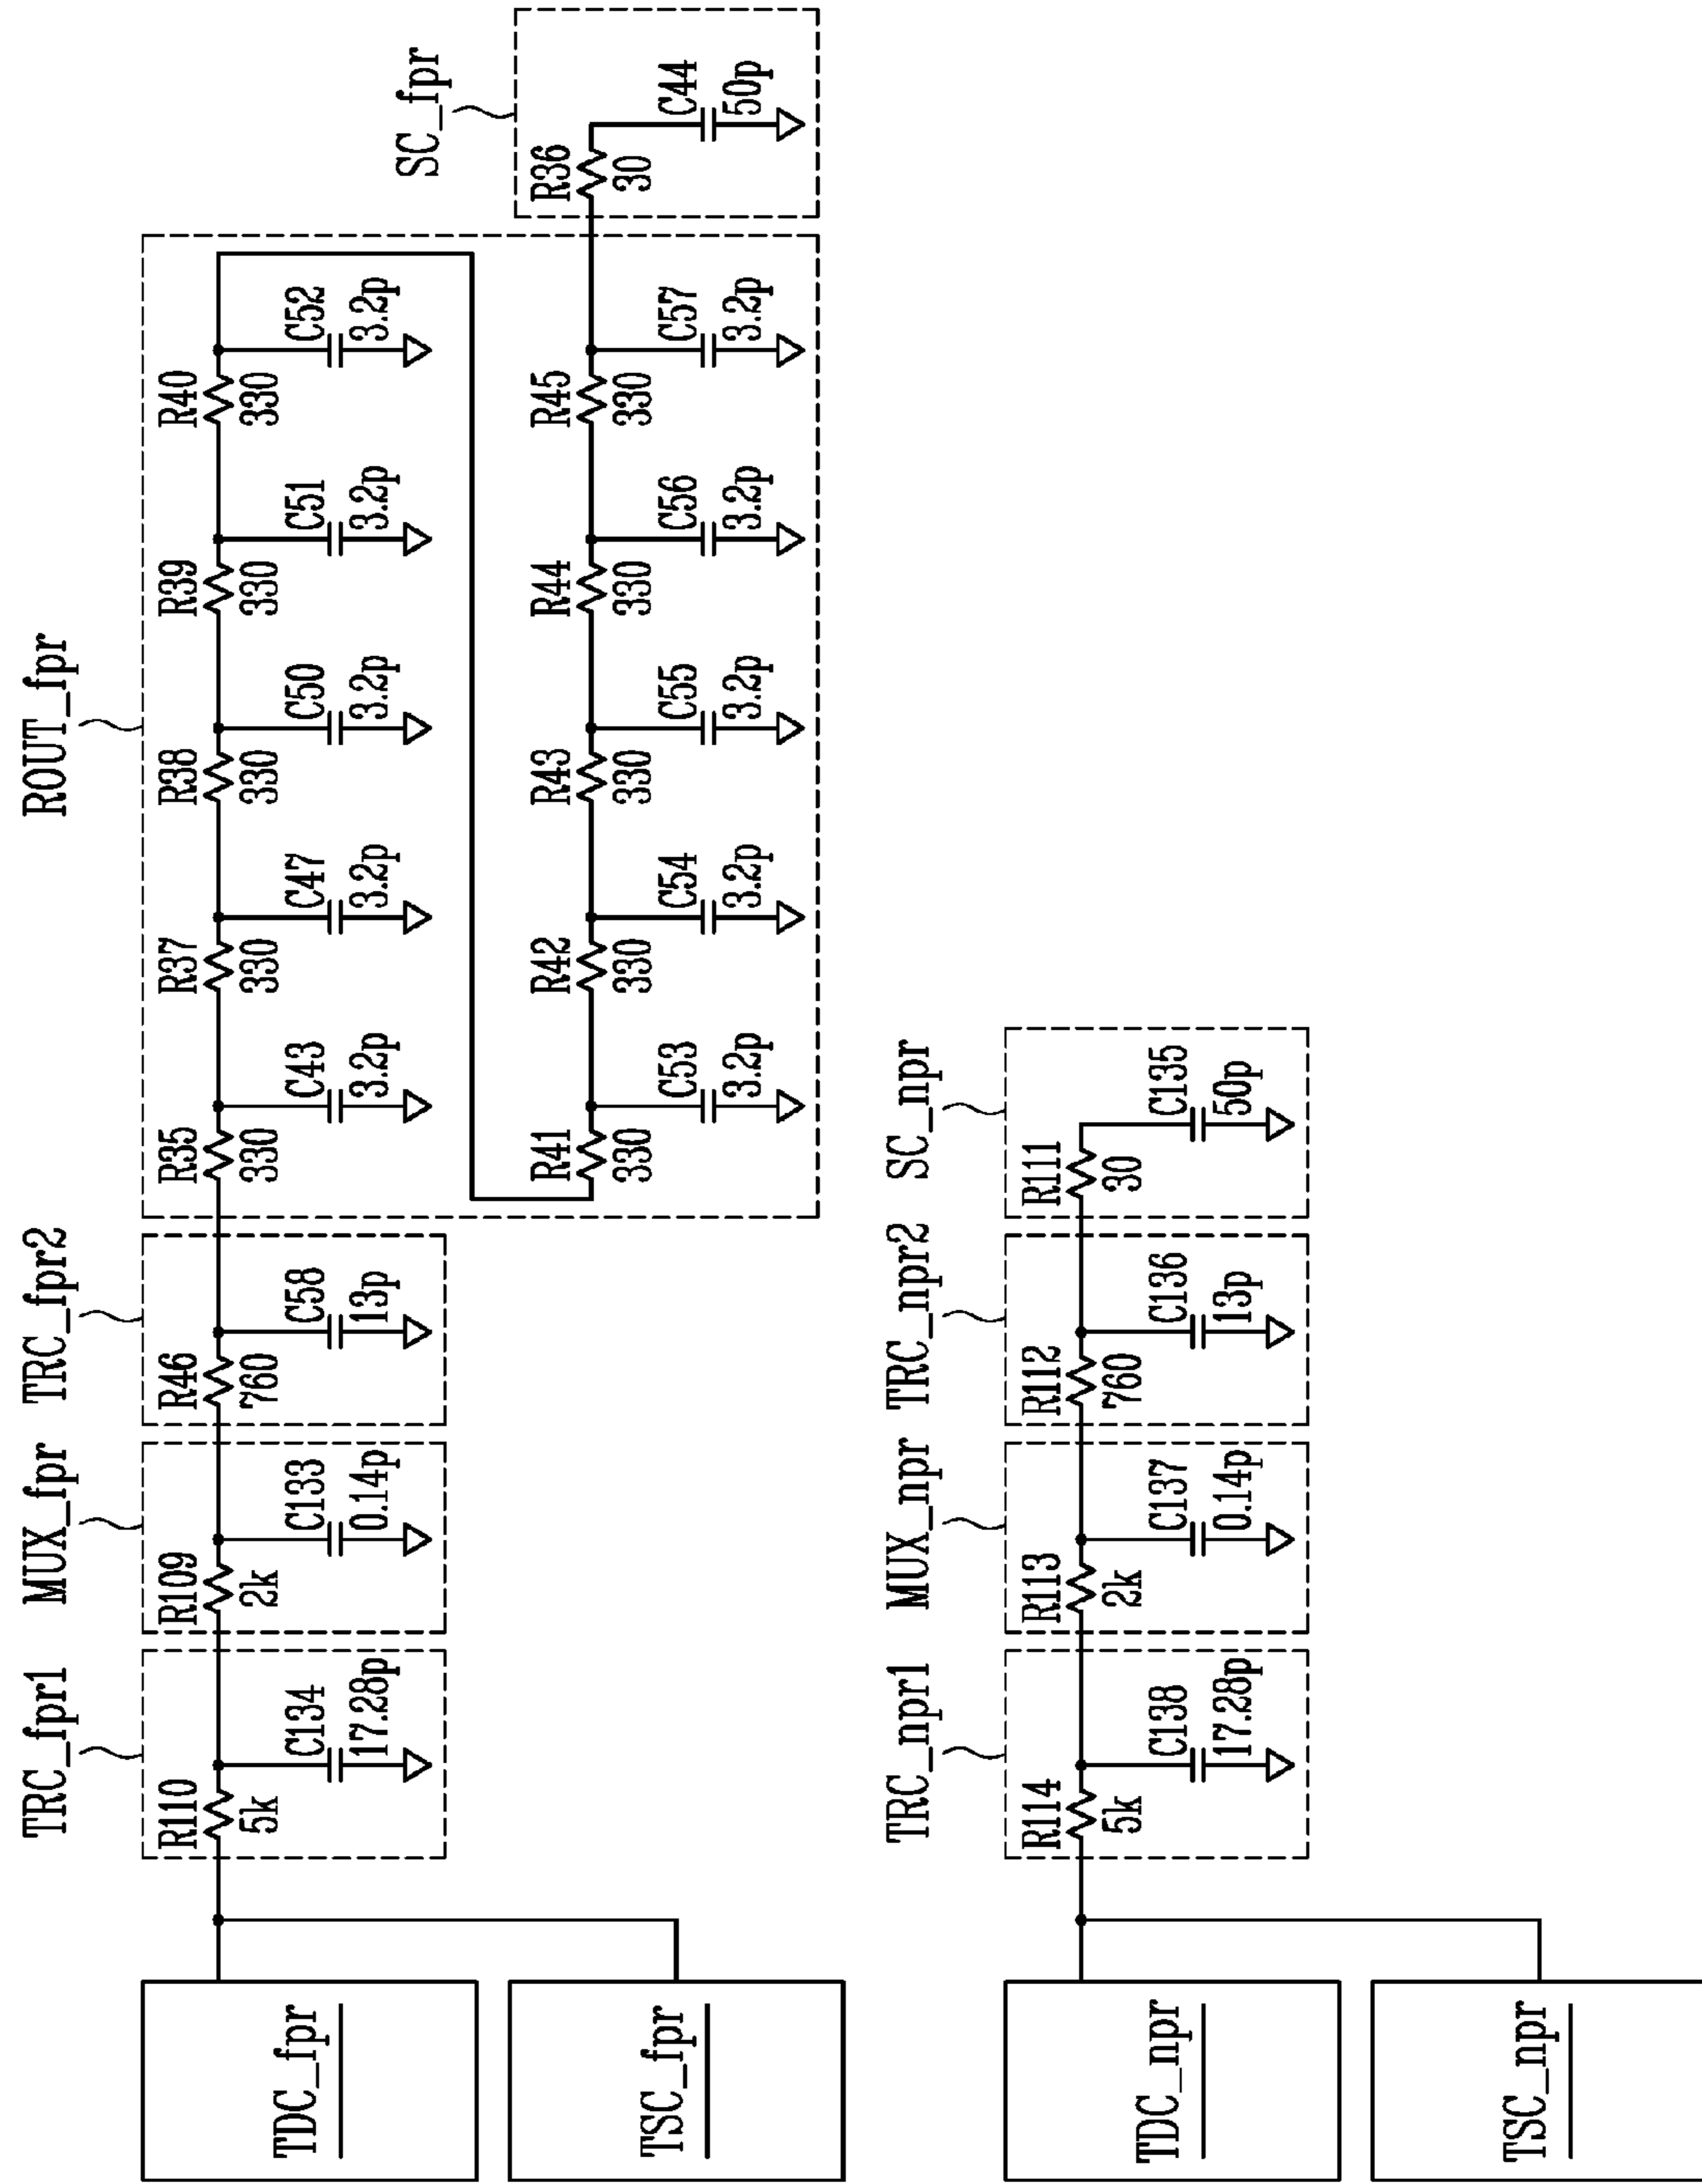 ROUT_fpr
TRC_fpr1
MUX_fpr
TRC_fpr2
SC_fpr
R110
5k
C134
17.28p
R109
2k
C133
0.14p
R46
760
C58
13p
R35
330
C43
3.2p
R37
330
C47
3.2p
R38
330
C50
3.2p
R39
330
C51
3.2p
R40
330
C52
3.2p
R41
330
C53
3.2p
R42
330
C54
3.2p
R43
330
C55
3.2p
R44
330
C56
3.2p
R45
330
C57
3.2p
R36
30
C44
50p
TDC_fpr
TSC_fpr
TRC_npr1
MUX_npr
TRC_npr2
SC_npr
R114
5k
C138
17.28p
R113
2k
C137
0.14p
R112
760
C136
13p
R111
30
C135
50p
TDC_npr
TSC_npr